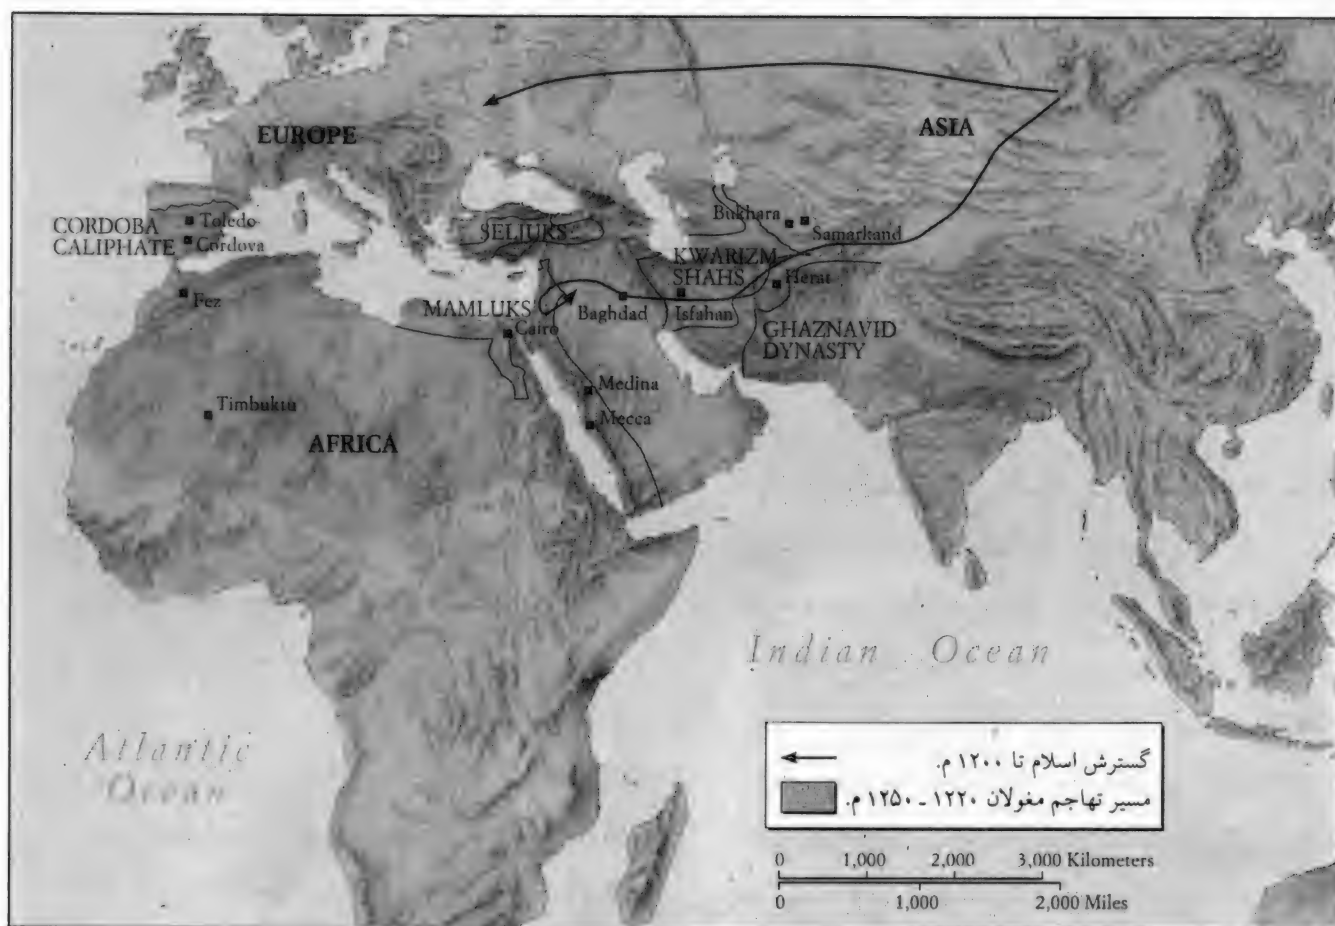 EUROPE
ASIA
CORDOBA
CALIPHATE
Toledo
Cordova
SELJUKS
Bukhara
Samarkand
KWARIZM
SHAHS
Herat
Fez
MAMLUKS
Cairo
Baghdad
Isfahan
GHAZNAVID
DYNASTY
Medina
Mecca
Timbuktu
AFRICA
Indian Ocean
Atlantic
Ocean
گسترش اسلام تا ۱۲۰۰ م.
مسیر تهاجم مغولان ۱۲۲۰ ـ ۱۲۵۰ م.
0 1,000 2,000 3,000 Kilometers
0 1,000 2,000 Miles